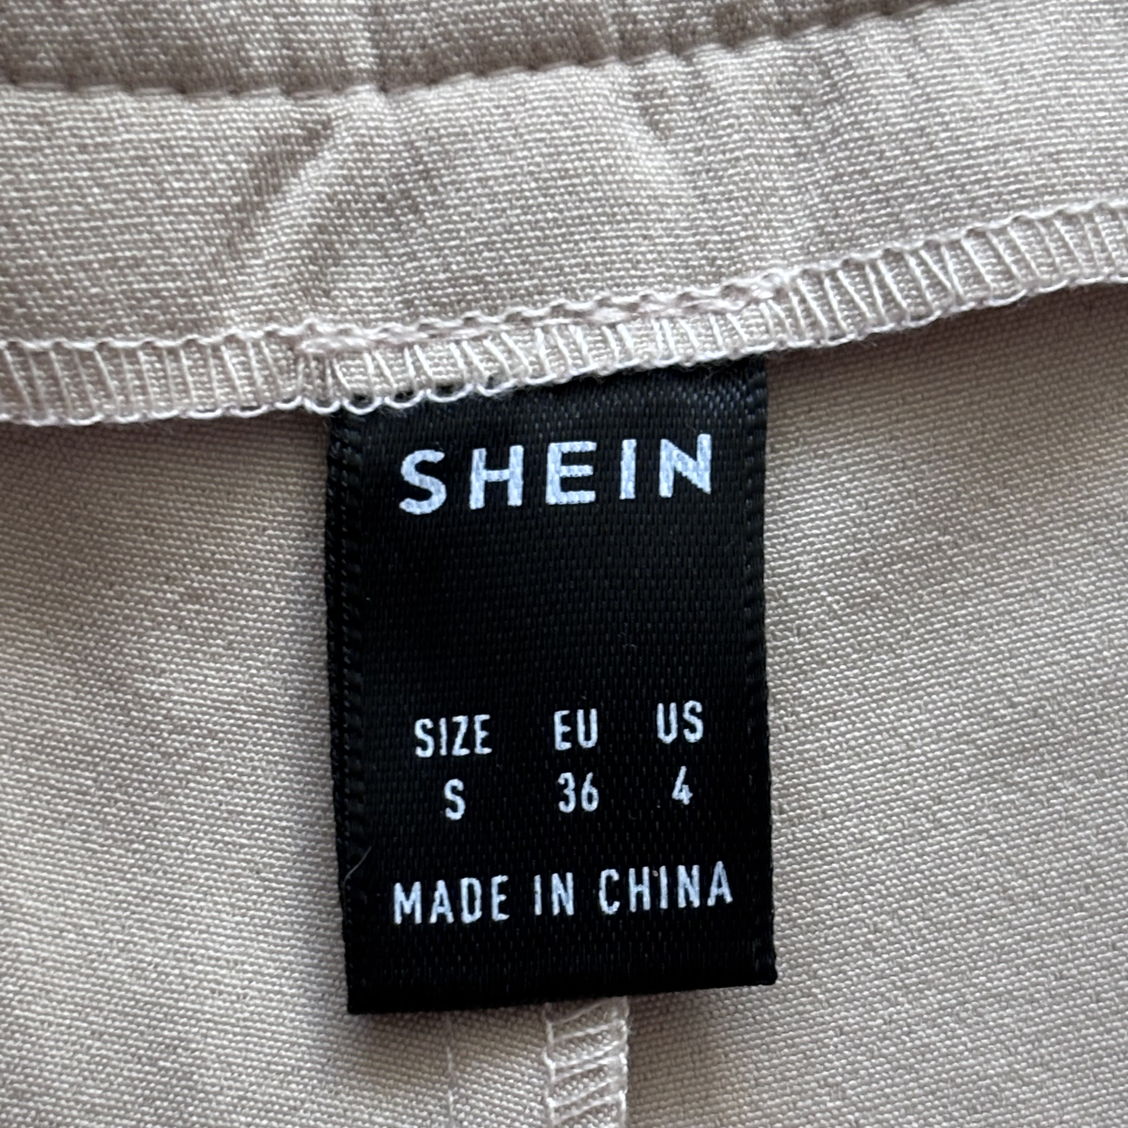 SHEIN
SIZE EU US
S 36 4
MADE IN CHINA